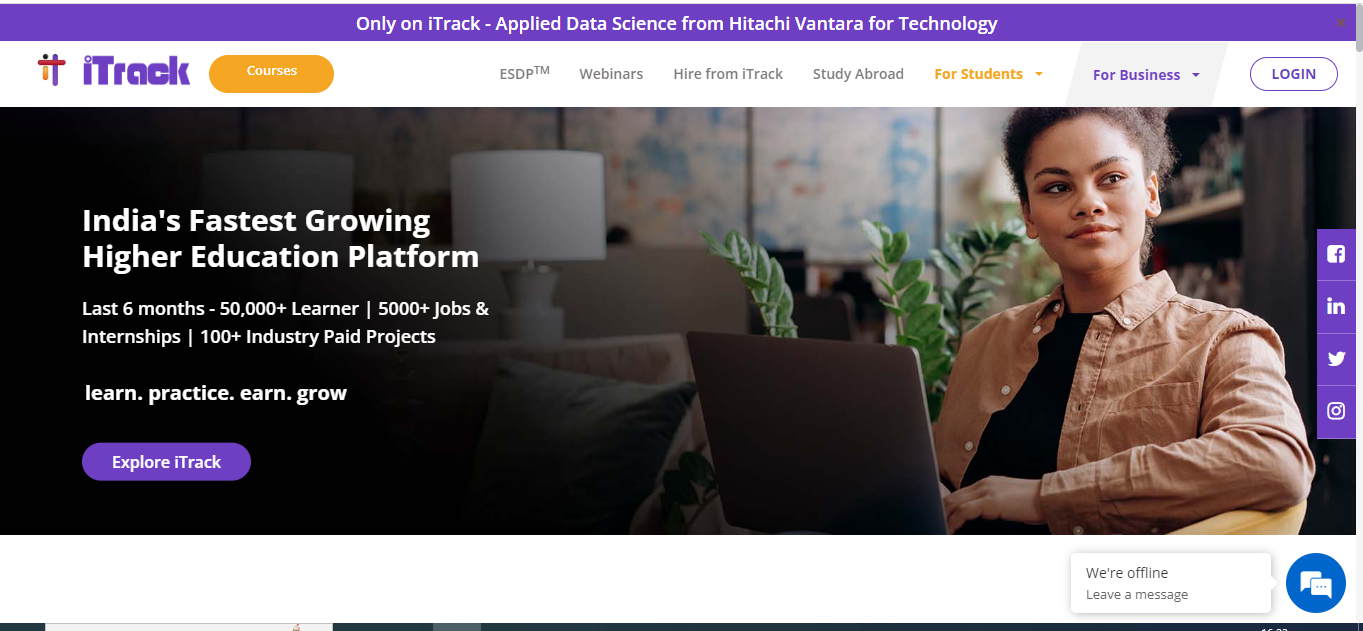 Only on iTrack - Applied Data Science from Hitachi Vantara for Technology
iTrack
Courses
ESDP™
Webinars
Hire from iTrack
Study Abroad
For Students
For Business
LOGIN
India's Fastest Growing
Higher Education Platform
Last 6 months - 50,000+ Learner | 5000+ Jobs &
Internships | 100+ Industry Paid Projects
learn. practice. earn. grow
Explore iTrack
We're offline
Leave a message